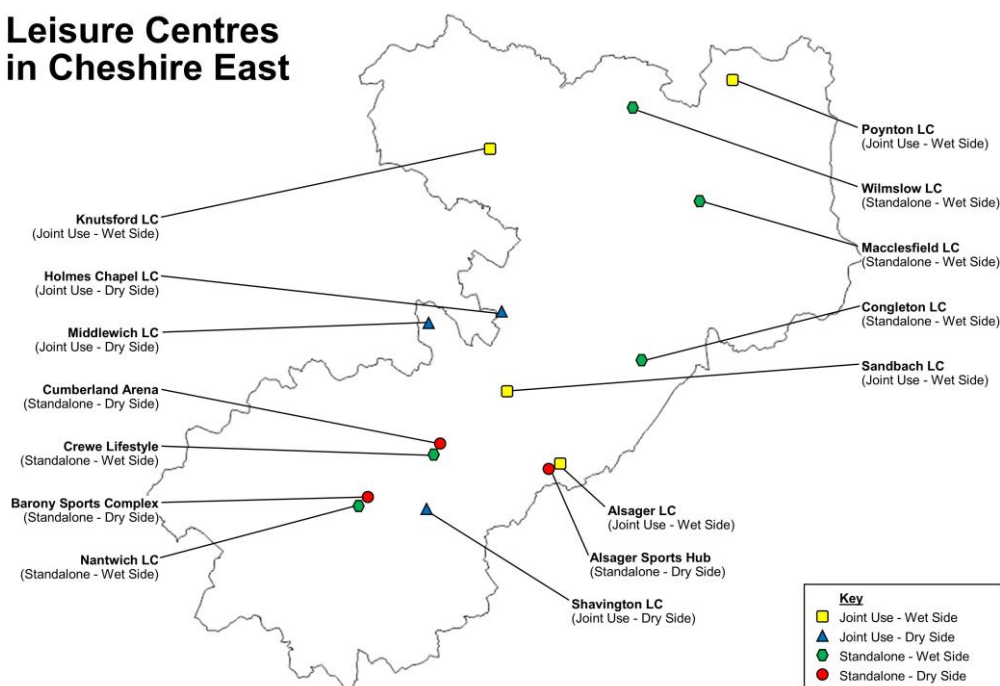 Leisure Centres
in Cheshire East
Knutsford LC
(Joint Use - Wet Side)
Holmes Chapel LC
(Joint Use - Dry Side)
Middlewich LC
(Joint Use - Dry Side)
Cumberland Arena
(Standalone - Dry Side)
Crewe Lifestyle
(Standalone - Wet Side)
Barony Sports Complex
(Standalone - Dry Side)
Nantwich LC
(Standalone - Wet Side)
Poynton LC
(Joint Use - Wet Side)
Wilmslow LC
(Standalone - Wet Side)
Macclesfield LC
(Standalone - Wet Side)
Congleton LC
(Standalone - Wet Side)
Sandbach LC
(Joint Use - Wet Side)
Alsager LC
(Joint Use - Wet Side)
Alsager Sports Hub
(Standalone - Dry Side)
Shavington LC
(Joint Use - Dry Side)
Key
Joint Use - Wet Side
Joint Use - Dry Side
Standalone - Wet Side
Standalone - Dry Side